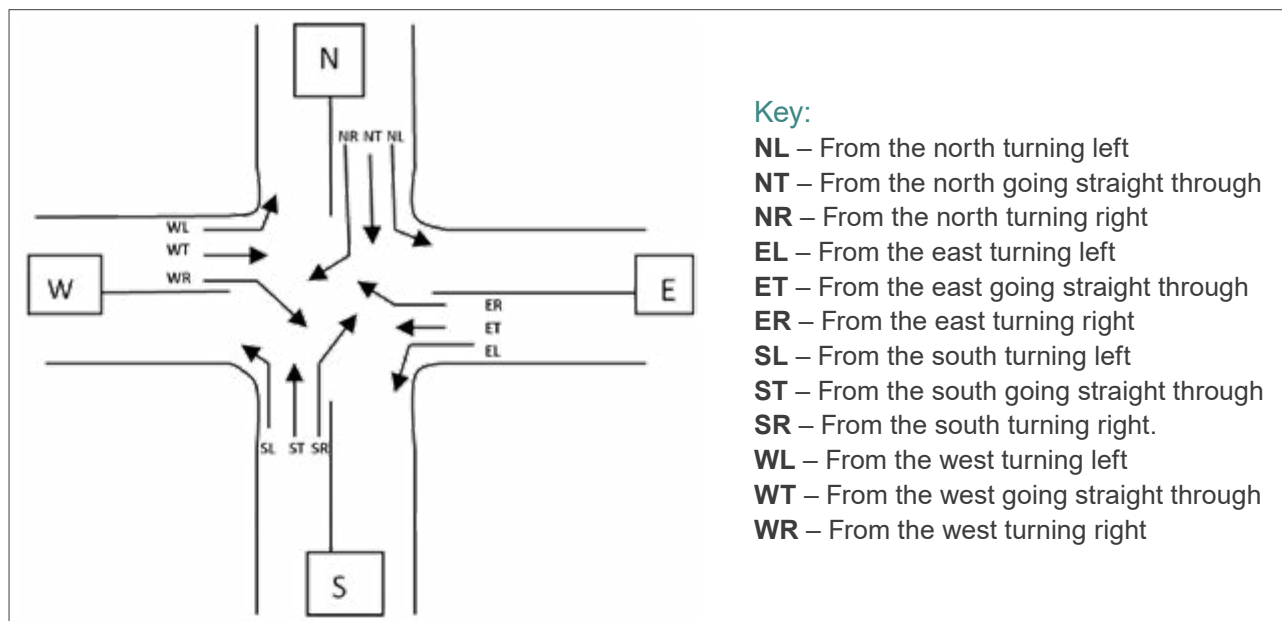 N
NR NT NL
WL
WT
WR
W
E
ER
ET
EL
SL ST SR
S
Key:
NL – From the north turning left
NT – From the north going straight through
NR – From the north turning right
EL – From the east turning left
ET – From the east going straight through
ER – From the east turning right
SL – From the south turning left
ST – From the south going straight through
SR – From the south turning right.
WL – From the west turning left
WT – From the west going straight through
WR – From the west turning right